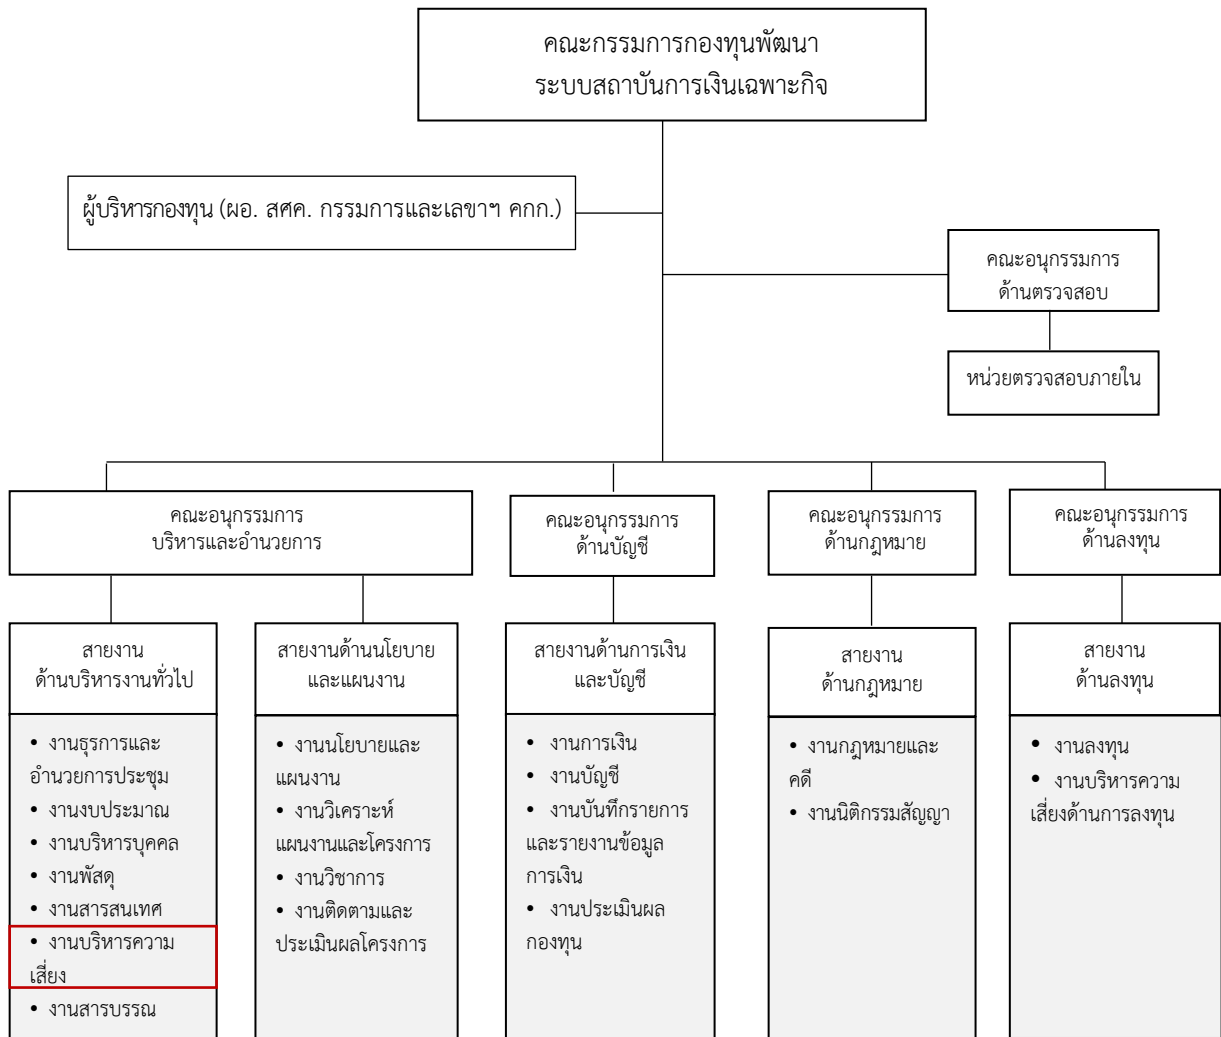 คณะกรรมการกองทุนพัฒนา
ระบบสถาบันการเงินเฉพาะกิจ
ผู้บริหารกองทุน (ผอ. สศค. กรรมการและเลขาฯ คกก.)
คณะอนุกรรมการ
ด้านตรวจสอบ
หน่วยตรวจสอบภายใน
คณะอนุกรรมการ
บริหารและอำนวยการ
คณะอนุกรรมการ
ด้านบัญชี
คณะอนุกรรมการ
ด้านกฎหมาย
คณะอนุกรรมการ
ด้านลงทุน
สายงาน
ด้านบริหารงานทั่วไป
• งานธุรการและ
อำนวยการประชุม
• งานงบประมาณ
• งานบริหารบุคคล
• งานพัสดุ
• งานสารสนเทศ
• งานบริหารความ
เสี่ยง
• งานสารบรรณ
สายงานด้านนโยบาย
และแผนงาน
• งานนโยบายและ
แผนงาน
• งานวิเคราะห์
แผนงานและโครงการ
• งานวิชาการ
• งานติดตามและ
ประเมินผลโครงการ
สายงานด้านการเงิน
และบัญชี
• งานการเงิน
• งานบัญชี
• งานบันทึกรายการ
และรายงานข้อมูล
การเงิน
• งานประเมินผล
กองทุน
สายงาน
ด้านกฎหมาย
• งานกฎหมายและ
คดี
• งานนิติกรรมสัญญา
สายงาน
ด้านลงทุน
• งานลงทุน
• งานบริหารความ
เสี่ยงด้านการลงทุน